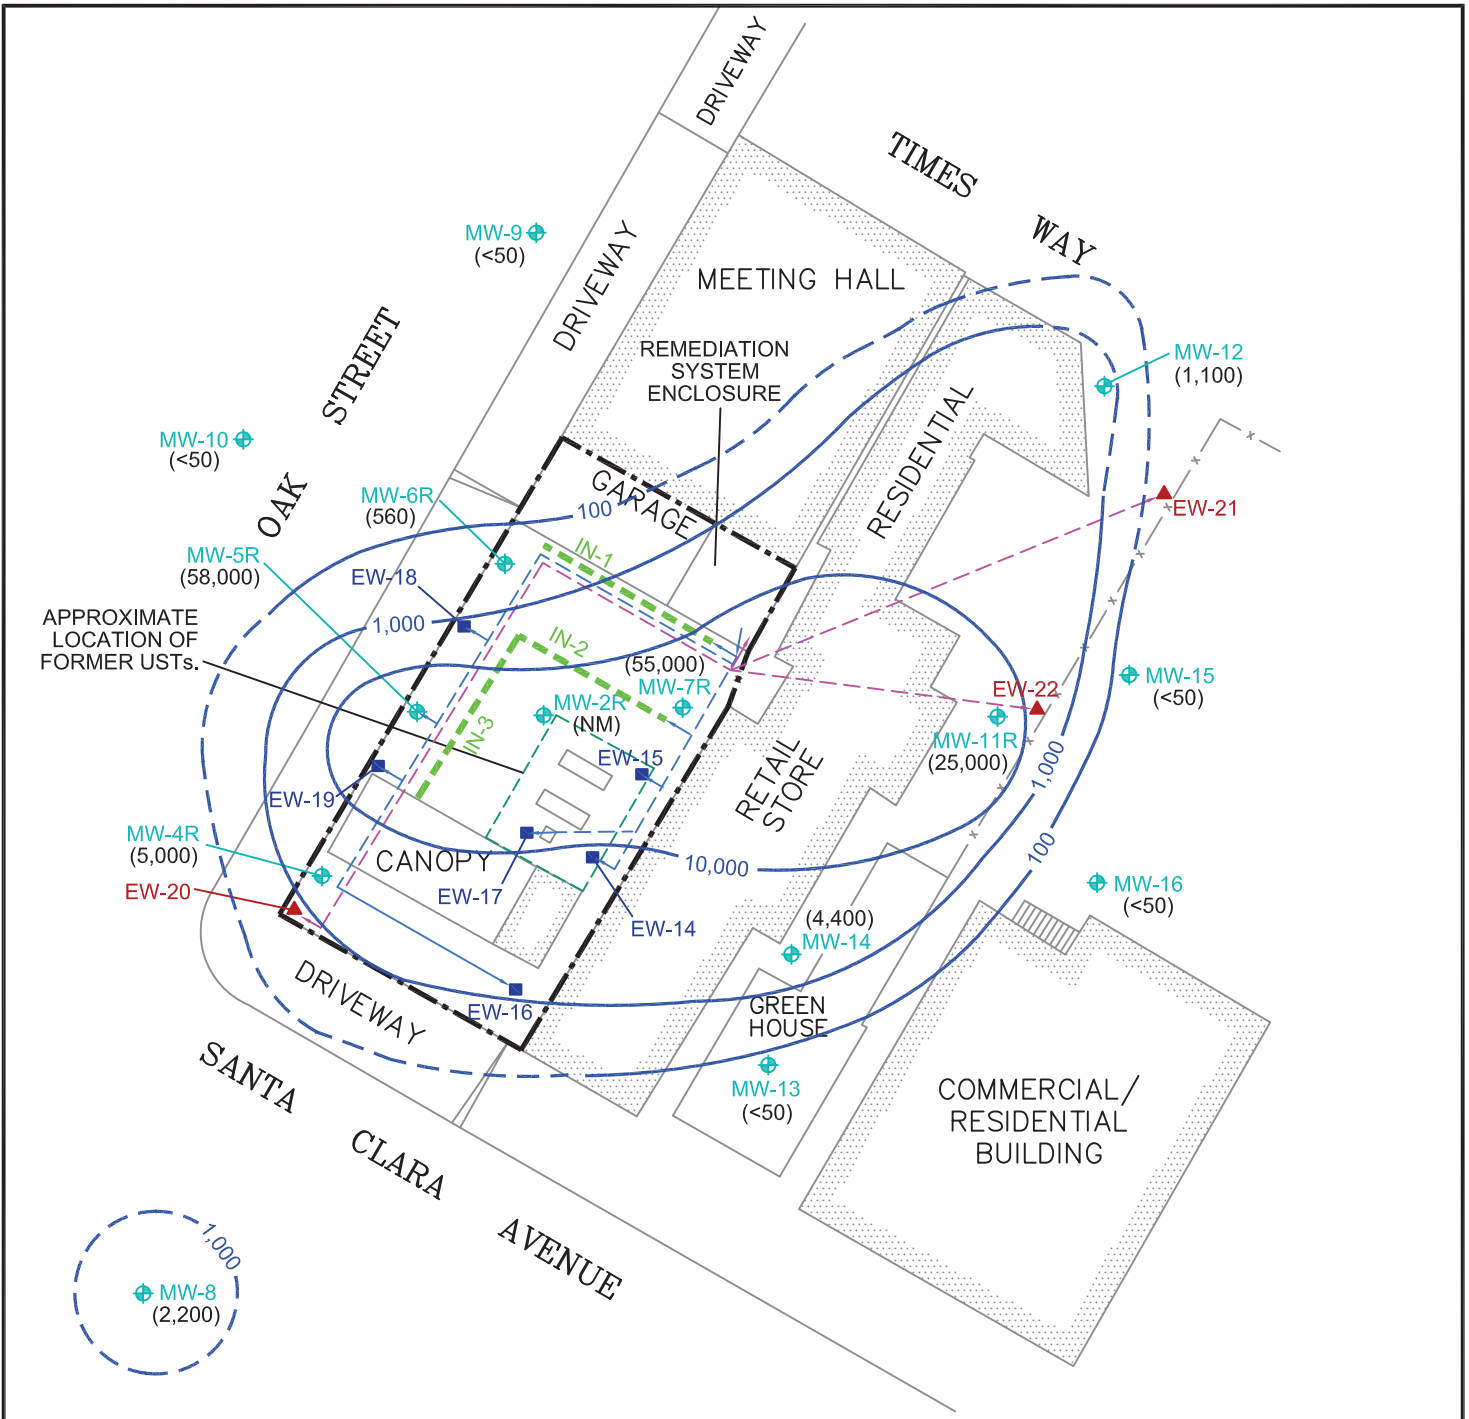 DRIVEWAY
TIMES
WAY
MW-9
(<50)
DRIVEWAY
MEETING HALL
OAK
STREET
REMEDIATION
SYSTEM
ENCLOSURE
MW-12
(1,100)
MW-10
(<50)
RESIDENTIAL
MW-6R
(560)
100
GARAGE
EW-21
MW-5R
(58,000)
EW-18
IN-1
APPROXIMATE
LOCATION OF
FORMER USTs.
1,000
IN-2
(55,000)
MW-7R
MW-2R
(NM)
IN-3
EW-15
EW-22
MW-15
(<50)
MW-11R
(25,000)
1,000
RETAIL
STORE
EW-19
MW-4R
(5,000)
CANOPY
10,000
100
EW-20
EW-17
EW-14
MW-16
(<50)
(4,400)
MW-14
DRIVEWAY
EW-16
GREEN
HOUSE
MW-13
(<50)
COMMERCIAL/
RESIDENTIAL
BUILDING
SANTA
CLARA
AVENUE
1,000
MW-8
(2,200)